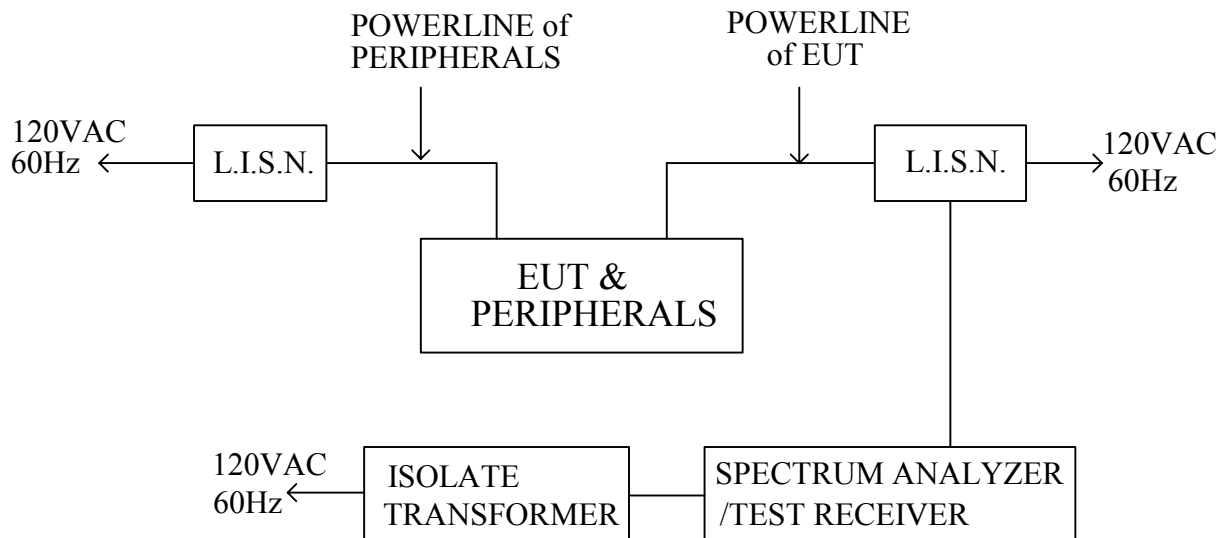 POWERLINE of
PERIPHERALS
POWERLINE
of EUT
120VAC
60Hz
L.I.S.N.
L.I.S.N.
120VAC
60Hz
EUT &
PERIPHERALS
120VAC
60Hz
ISOLATE
TRANSFORMER
SPECTRUM ANALYZER
/TEST RECEIVER